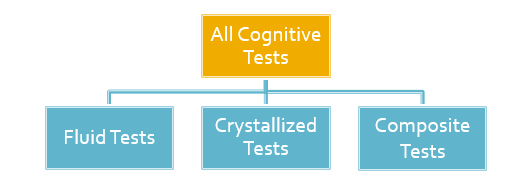 All Cognitive
Tests
Fluid Tests
Crystallized
Tests
Composite
Tests